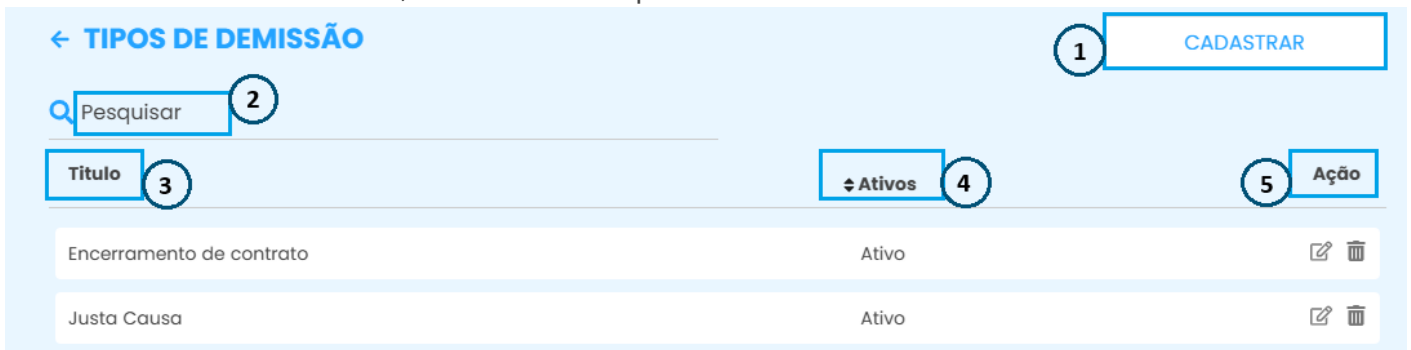 ← TIPOS DE DEMISSÃO
1 CADASTRAR
Pesquisar 2
Titulo 3 Ativos 4 5 Ação
Encerramento de contrato Ativo
Justa Causa Ativo